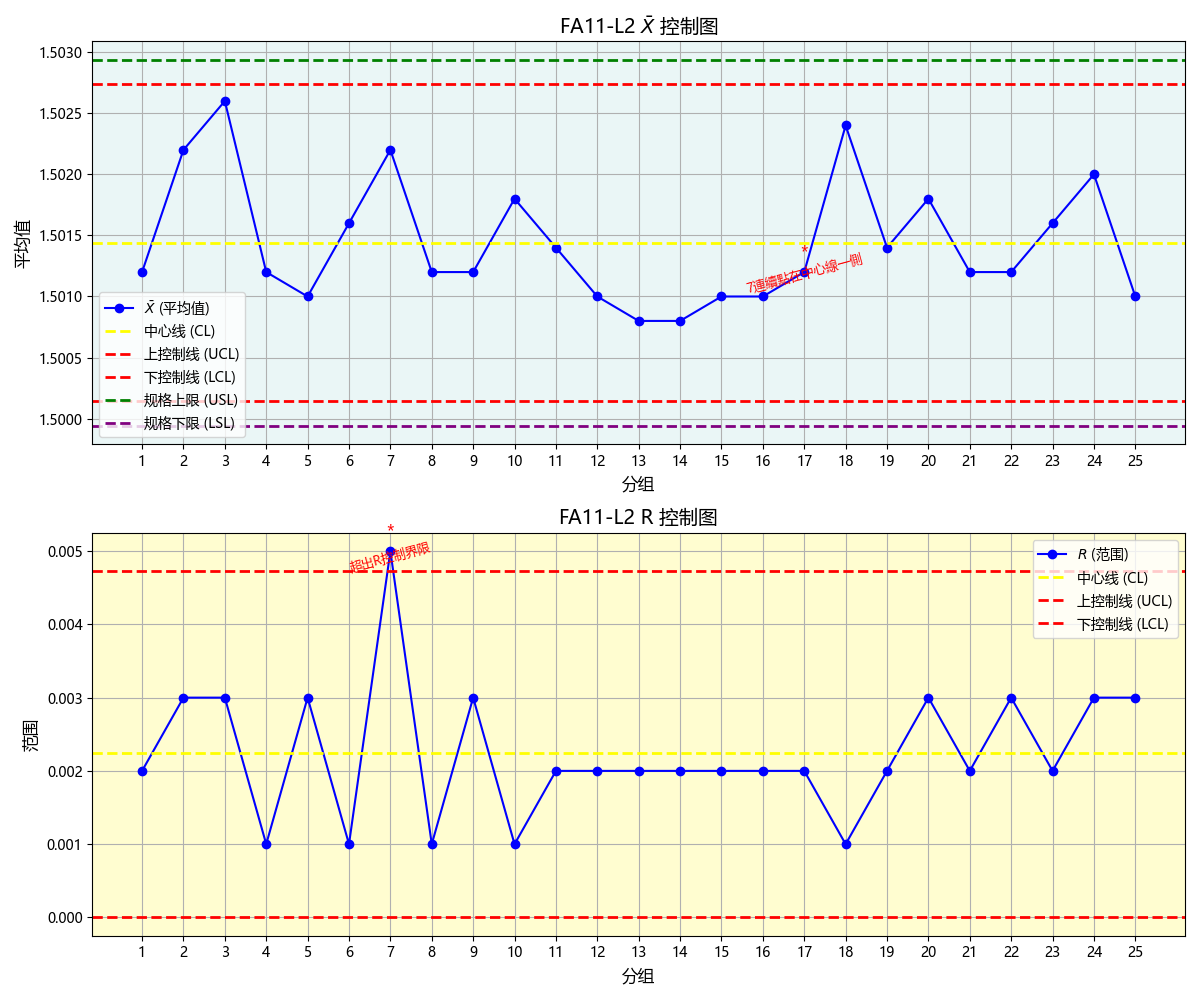 FA11-L2 X̄ 控制图
1.5030
1.5025
1.5020
1.5015
1.5010
1.5005
1.5000
平均值
*
7連續點在中心線一側
X̄ (平均值)
中心线 (CL)
上控制线 (UCL)
下控制线 (LCL)
规格上限 (USL)
规格下限 (LSL)
1 2 3 4 5 6 7 8 9 10 11 12 13 14 15 16 17 18 19 20 21 22 23 24 25
分组
FA11-L2 R 控制图
*
超出R控制界限
0.005
0.004
0.003
0.002
0.001
0.000
范围
R (范围)
中心线 (CL)
上控制线 (UCL)
下控制线 (LCL)
1 2 3 4 5 6 7 8 9 10 11 12 13 14 15 16 17 18 19 20 21 22 23 24 25
分组